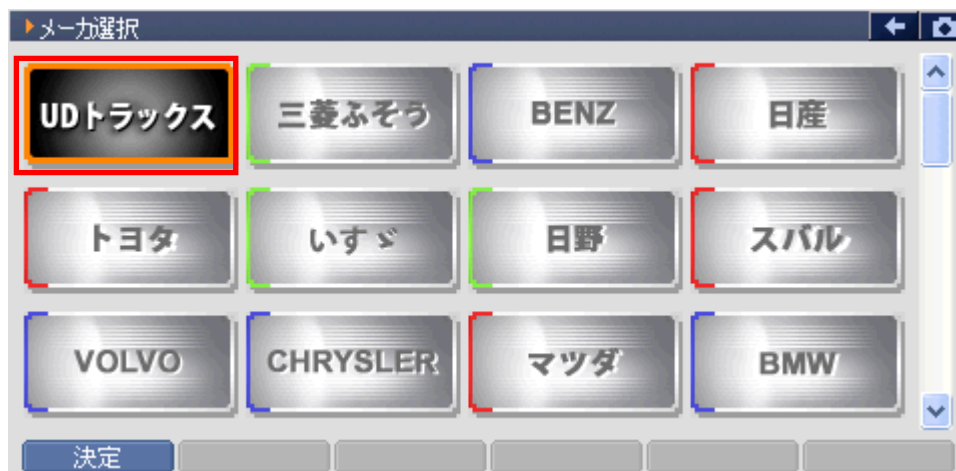 メーカ選択
UDトラックス
三菱ふそう
BENZ
日産
トヨタ
いすゞ
日野
スバル
VOLVO
CHRYSLER
マツダ
BMW
決定